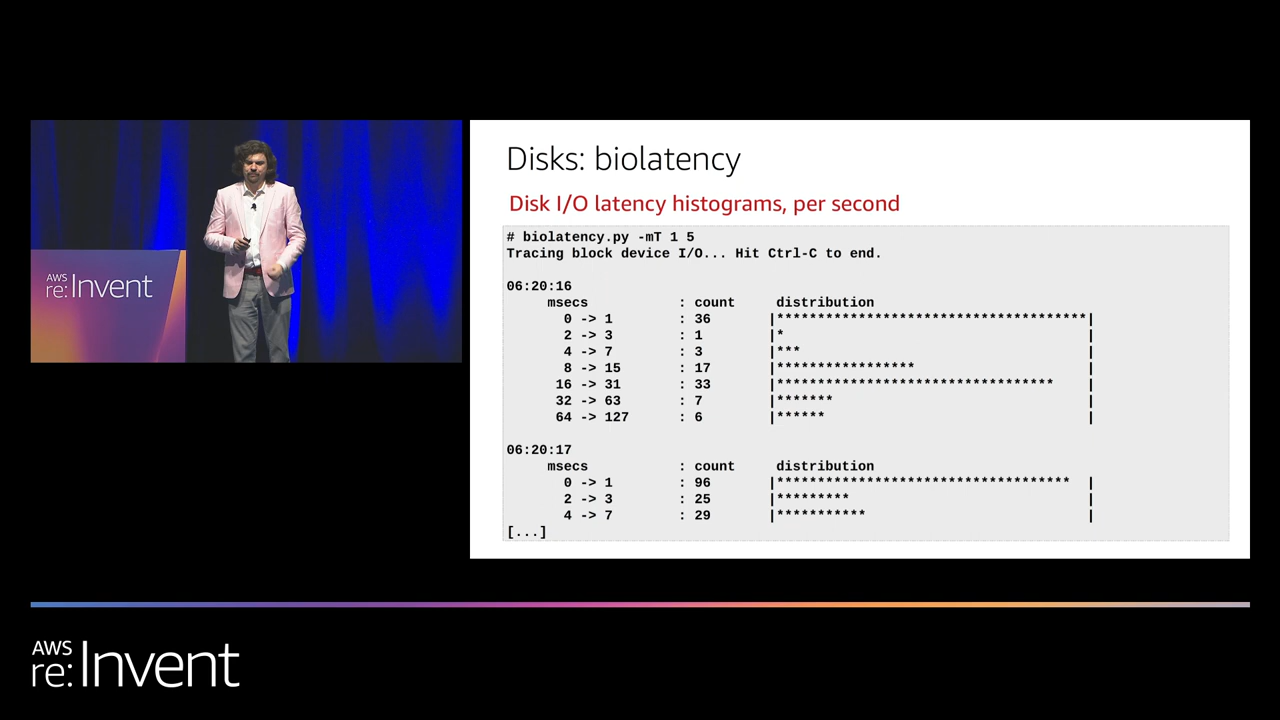 AWS
re:Invent
Disks: biolatency
Disk I/O latency histograms, per second
# biolatency.py -mT 1 5
Tracing block device I/O... Hit Ctrl-C to end.
06:20:16
msecs : count distribution
0 -> 1 : 36 |**************************************|
2 -> 3 : 1 |* |
4 -> 7 : 3 |*** |
8 -> 15 : 17 |***************** |
16 -> 31 : 33 |********************************** |
32 -> 63 : 7 |******* |
64 -> 127 : 6 |****** |
06:20:17
msecs : count distribution
0 -> 1 : 96 |************************************ |
2 -> 3 : 25 |********* |
4 -> 7 : 29 |*********** |
[...]
AWS
re:Invent